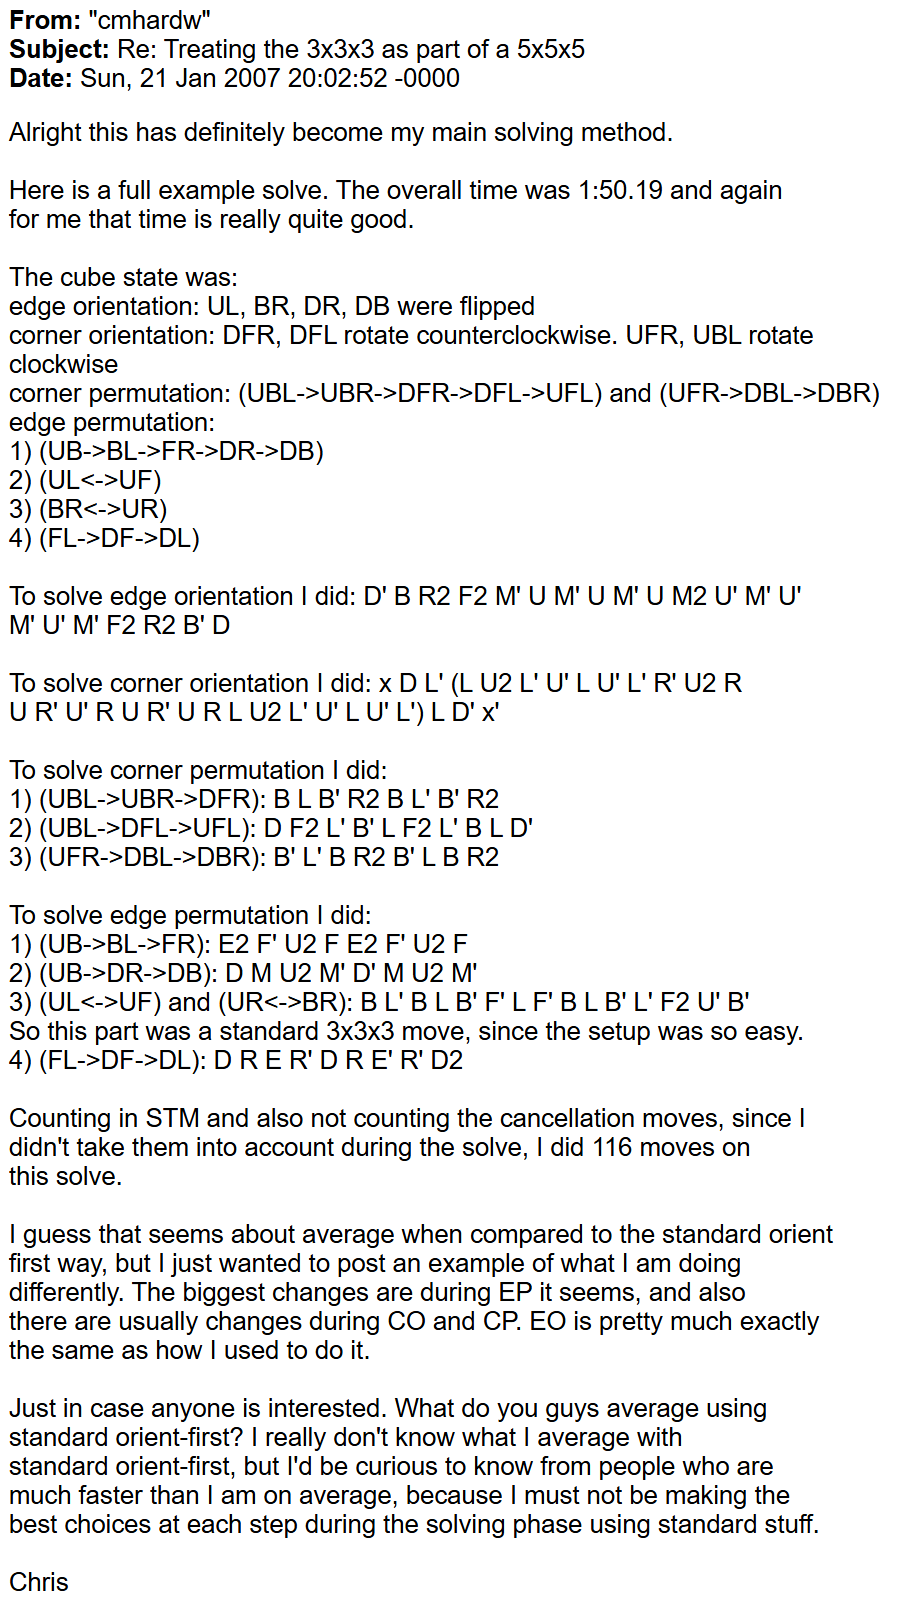 From: "cmhardw"
Subject: Re: Treating the 3x3x3 as part of a 5x5x5
Date: Sun, 21 Jan 2007 20:02:52 -0000
Alright this has definitely become my main solving method.
Here is a full example solve. The overall time was 1:50.19 and again
for me that time is really quite good.
The cube state was:
edge orientation: UL, BR, DR, DB were flipped
corner orientation: DFR, DFL rotate counterclockwise. UFR, UBL rotate
clockwise
corner permutation: (UBL->UBR->DFR->DFL->UFL) and (UFR->DBL->DBR)
edge permutation:
1) (UB->BL->FR->DR->DB)
2) (UL<->UF)
3) (BR<->UR)
4) (FL->DF->DL)
To solve edge orientation I did: D' B R2 F2 M' U M' U M' U M2 U' M' U'
M' U' M' F2 R2 B' D
To solve corner orientation I did: x D L' (L U2 L' U' L U' L' R' U2 R
U R' U' R U R' U R L U2 L' U' L U' L') L D' x'
To solve corner permutation I did:
1) (UBL->UBR->DFR): B L B' R2 B L' B' R2
2) (UBL->DFL->UFL): D F2 L' B' L F2 L' B L D'
3) (UFR->DBL->DBR): B' L' B R2 B' L B R2
To solve edge permutation I did:
1) (UB->BL->FR): E2 F' U2 F E2 F' U2 F
2) (UB->DR->DB): D M U2 M' D' M U2 M'
3) (UL<->UF) and (UR<->BR): B L' B L B' F' L F' B L B' L' F2 U' B'
So this part was a standard 3x3x3 move, since the setup was so easy.
4) (FL->DF->DL): D R E R' D R E' R' D2
Counting in STM and also not counting the cancellation moves, since I
didn't take them into account during the solve, I did 116 moves on
this solve.
I guess that seems about average when compared to the standard orient
first way, but I just wanted to post an example of what I am doing
differently. The biggest changes are during EP it seems, and also
there are usually changes during CO and CP. EO is pretty much exactly
the same as how I used to do it.
Just in case anyone is interested. What do you guys average using
standard orient-first? I really don't know what I average with
standard orient-first, but I'd be curious to know from people who are
much faster than I am on average, because I must not be making the
best choices at each step during the solving phase using standard stuff.
Chris